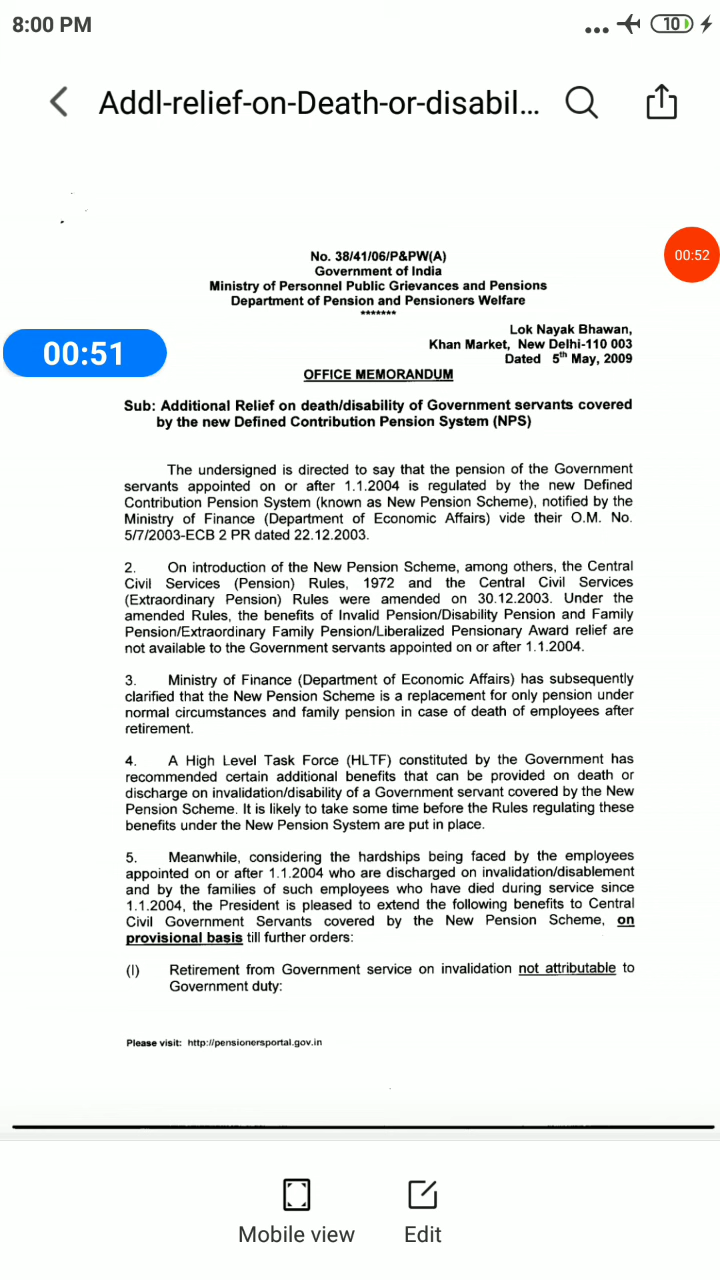 8:00 PM
10
Addl-relief-on-Death-or-disabil...
00:52
No. 38/41/06/P&PW(A)
Government of India
Ministry of Personnel Public Grievances and Pensions
Department of Pension and Pensioners Welfare
*******
Lok Nayak Bhawan,
00:51
Khan Market, New Delhi-110 003
Dated 5th May, 2009
OFFICE MEMORANDUM
Sub: Additional Relief on death/disability of Government servants covered
by the new Defined Contribution Pension System (NPS)
The undersigned is directed to say that the pension of the Government
servants appointed on or after 1.1.2004 is regulated by the new Defined
Contribution Pension System (known as New Pension Scheme), notified by the
Ministry of Finance (Department of Economic Affairs) vide their O.M. No.
5/7/2003-ECB 2 PR dated 22.12.2003.
2. On introduction of the New Pension Scheme, among others, the Central
Civil Services (Pension) Rules, 1972 and the Central Civil Services
(Extraordinary Pension) Rules were amended on 30.12.2003. Under the
amended Rules, the benefits of Invalid Pension/Disability Pension and Family
Pension/Extraordinary Family Pension/Liberalized Pensionary Award relief are
not available to the Government servants appointed on or after 1.1.2004.
3. Ministry of Finance (Department of Economic Affairs) has subsequently
clarified that the New Pension Scheme is a replacement for only pension under
normal circumstances and family pension in case of death of employees after
retirement.
4. A High Level Task Force (HLTF) constituted by the Government has
recommended certain additional benefits that can be provided on death or
discharge on invalidation/disability of a Government servant covered by the New
Pension Scheme. It is likely to take some time before the Rules regulating these
benefits under the New Pension System are put in place.
5. Meanwhile, considering the hardships being faced by the employees
appointed on or after 1.1.2004 who are discharged on invalidation/disablement
and by the families of such employees who have died during service since
1.1.2004, the President is pleased to extend the following benefits to Central
Civil Government Servants covered by the New Pension Scheme, on
provisional basis till further orders:
(I) Retirement from Government service on invalidation not attributable to
Government duty:
Please visit: http://pensionersportal.gov.in
Mobile view
Edit